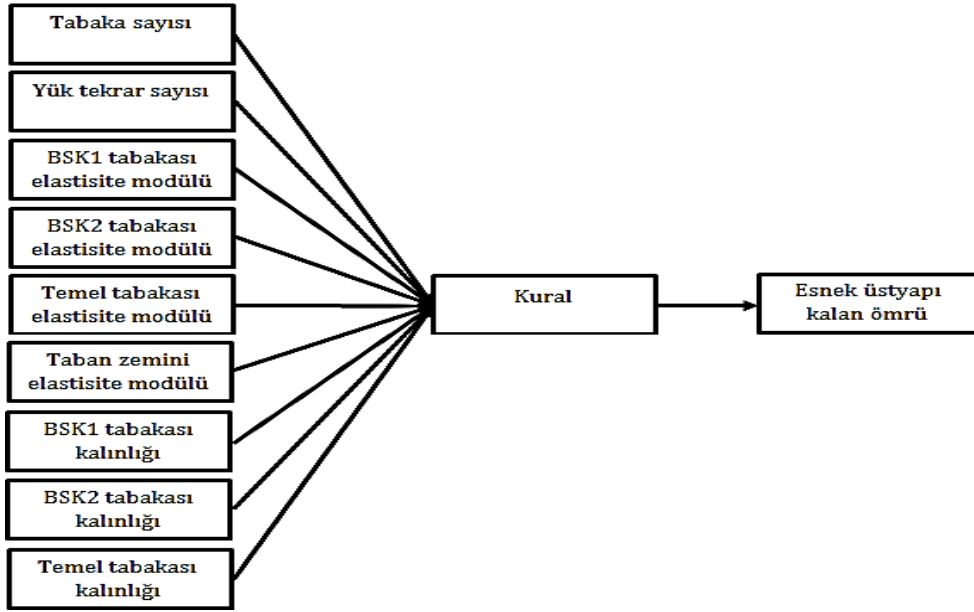 Tabaka sayısı
Yük tekrar sayısı
BSK1 tabakası
elastisite modülü
BSK2 tabakası
elastisite modülü
Temel tabakası
elastisite modülü
Taban zemini
elastisite modülü
BSK1 tabakası
kalınlığı
BSK2 tabakası
kalınlığı
Temel tabakası
kalınlığı
Kural
Esnek üstyapı
kalan ömrü